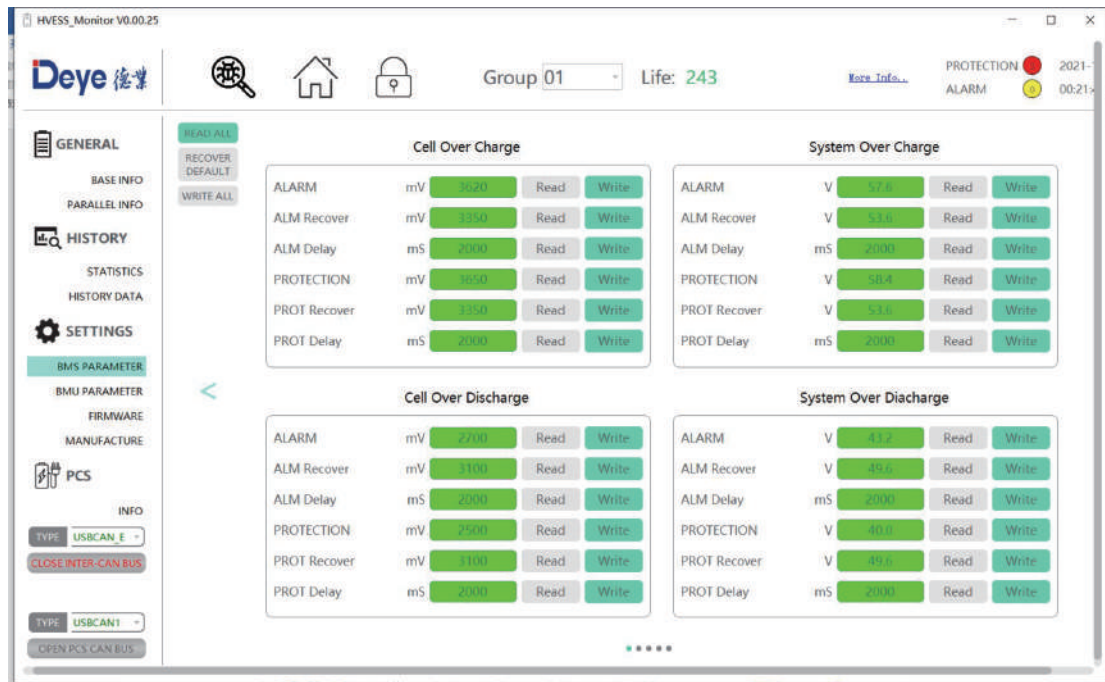 HVESS_Monitor V0.00.25
Deye 德业
Group 01 Life: 243
More Info..
PROTECTION
2021-
ALARM 0
00:21:
GENERAL
BASE INFO
PARALLEL INFO
HISTORY
STATISTICS
HISTORY DATA
SETTINGS
BMS PARAMETER
BMU PARAMETER
FIRMWARE
MANUFACTURE
PCS
INFO
TYPE USBCAN_E
CLOSE INTER-CAN BUS
TYPE USBCAN1
OPEN PCS CAN BUS
READ ALL
RECOVER
DEFAULT
WRITE ALL
<
Cell Over Charge
ALARM mV 3620 Read Write
ALM Recover mV 3350 Read Write
ALM Delay mS 2000 Read Write
PROTECTION mV 3650 Read Write
PROT Recover mV 3350 Read Write
PROT Delay mS 2000 Read Write
System Over Charge
ALARM V 57.6 Read Write
ALM Recover V 53.6 Read Write
ALM Delay mS 2000 Read Write
PROTECTION V 58.4 Read Write
PROT Recover V 53.6 Read Write
PROT Delay mS 2000 Read Write
Cell Over Discharge
ALARM mV 2700 Read Write
ALM Recover mV 3100 Read Write
ALM Delay mS 2000 Read Write
PROTECTION mV 2500 Read Write
PROT Recover mV 3100 Read Write
PROT Delay mS 2000 Read Write
System Over Diacharge
ALARM V 43.2 Read Write
ALM Recover V 49.6 Read Write
ALM Delay mS 2000 Read Write
PROTECTION V 40.0 Read Write
PROT Recover V 49.6 Read Write
PROT Delay mS 2000 Read Write